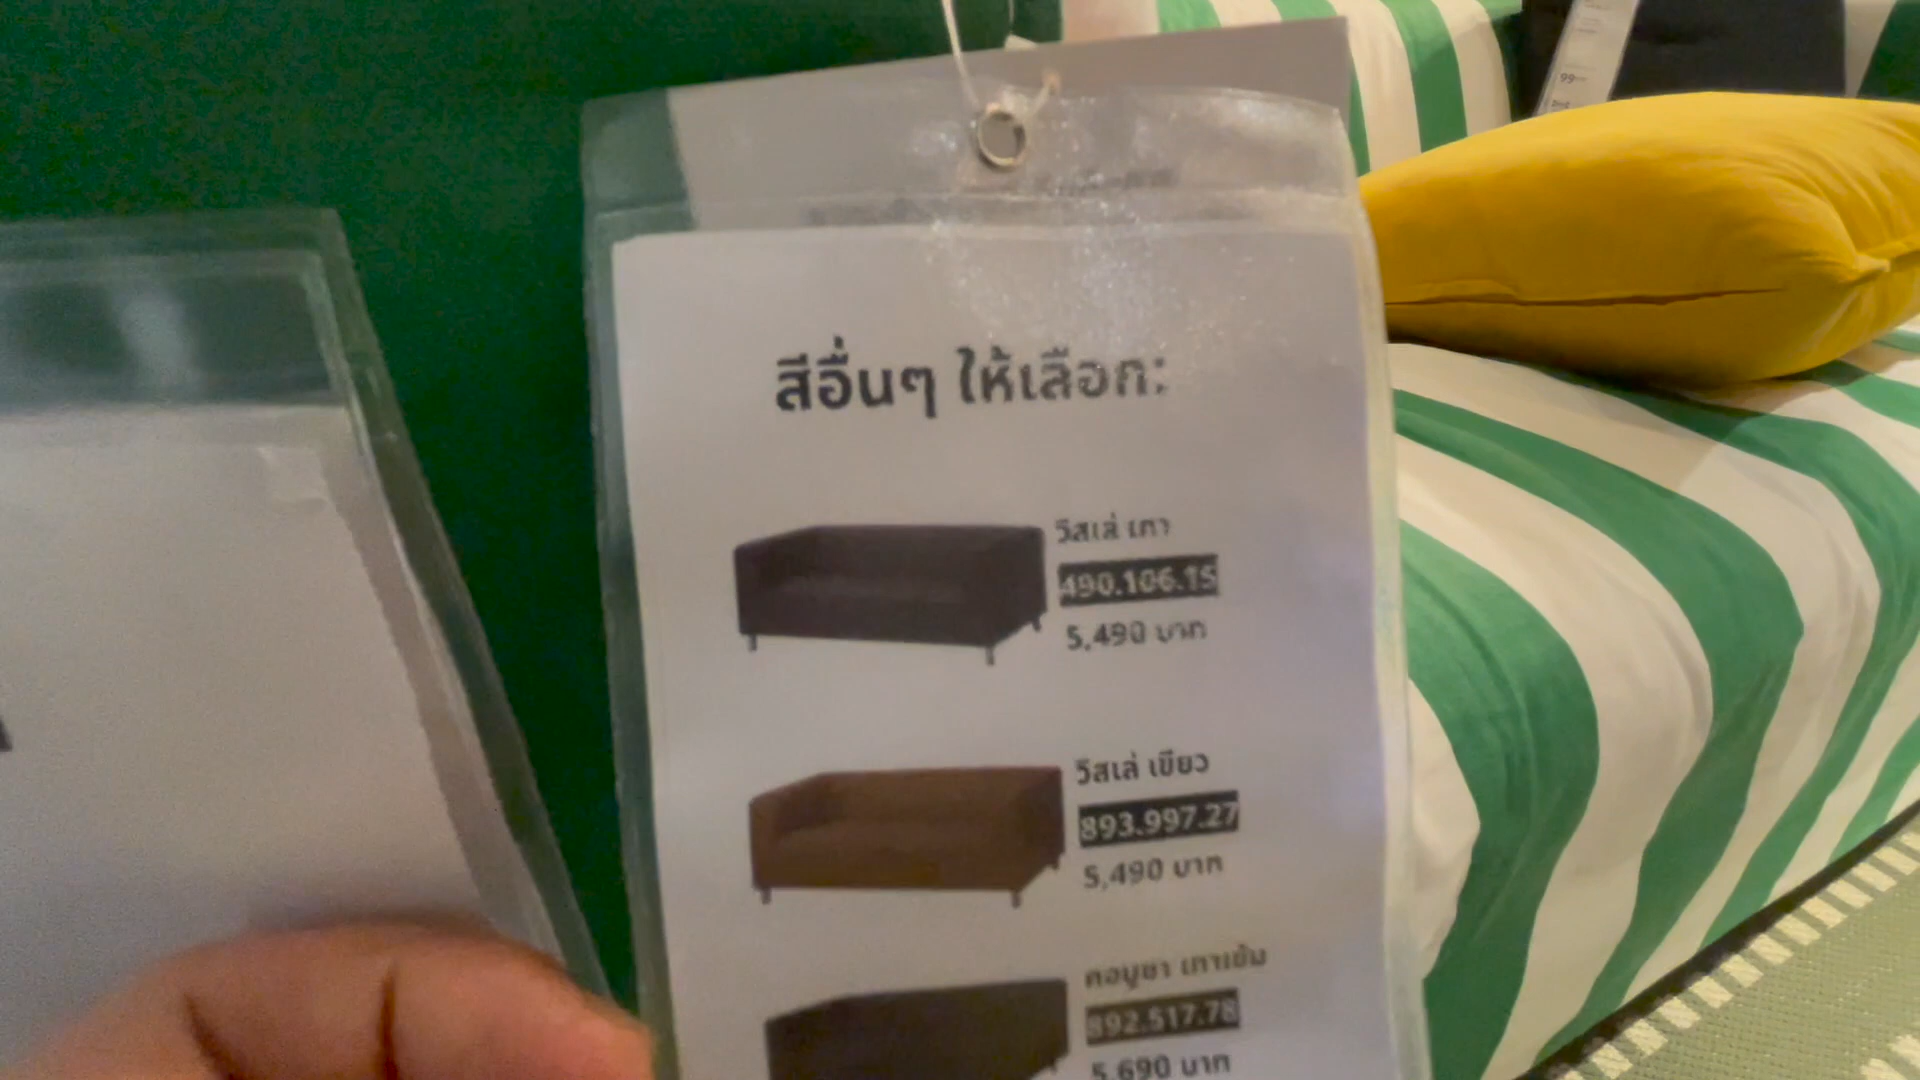 สีอื่นๆ ให้เลือก:
วิสเล่ เทา
490.106.15
5,490 บาท
วิสเล่ เขียว
893.997.27
5,490 บาท
คอบูซา เทาเข้ม
892.517.78
5,690 บาท
99